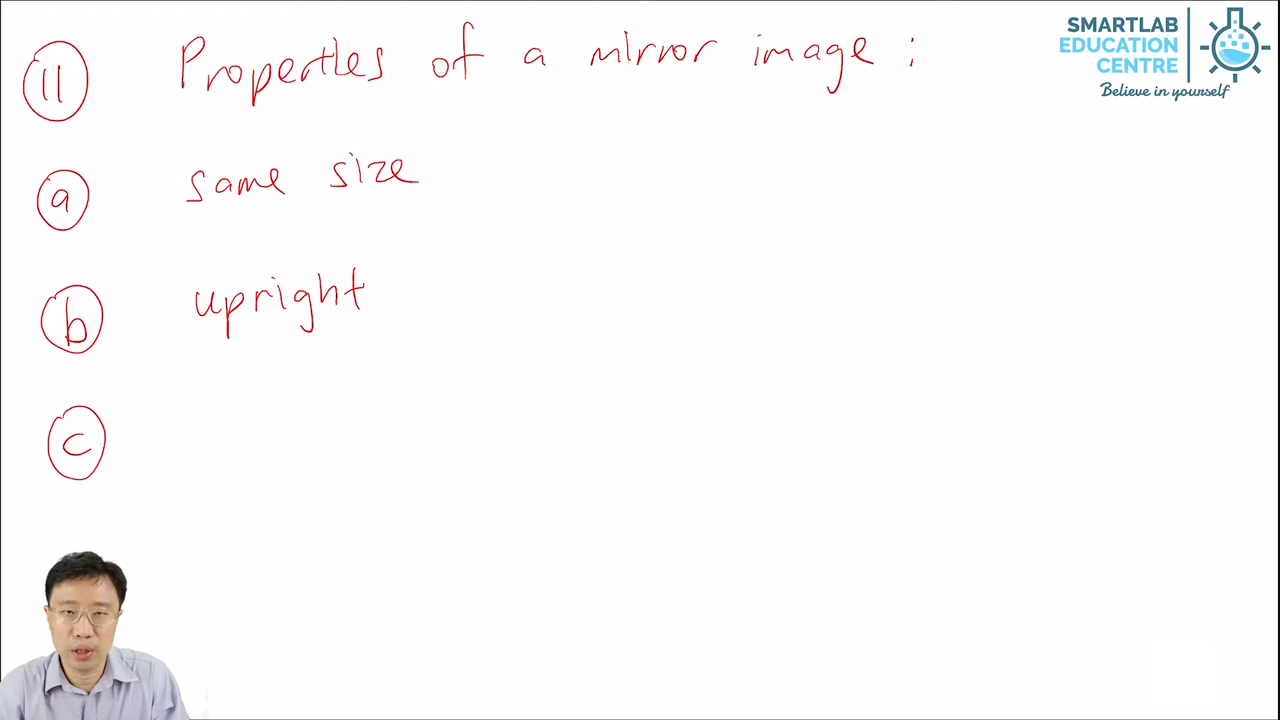 11 Properties of a mirror image :
SMARTLAB
EDUCATION
CENTRE
Believe in yourself
a same size
b upright
c